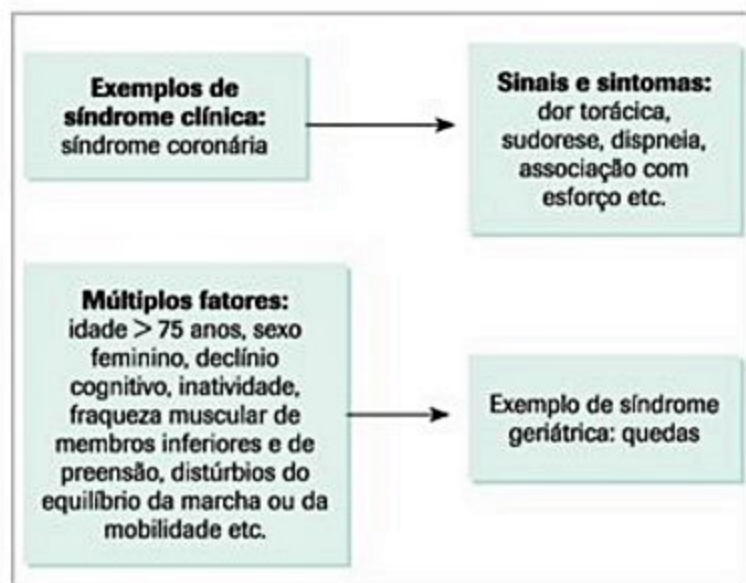 Exemplos de
síndrome clínica:
síndrome coronária
Sinais e sintomas:
dor torácica,
sudorese, dispneia,
associação com
esforço etc.
Múltiplos fatores:
idade > 75 anos, sexo
feminino, declínio
cognitivo, inatividade,
fraqueza muscular de
membros inferiores e de
preensão, distúrbios do
equilíbrio da marcha ou da
mobilidade etc.
Exemplo de síndrome
geriátrica: quedas